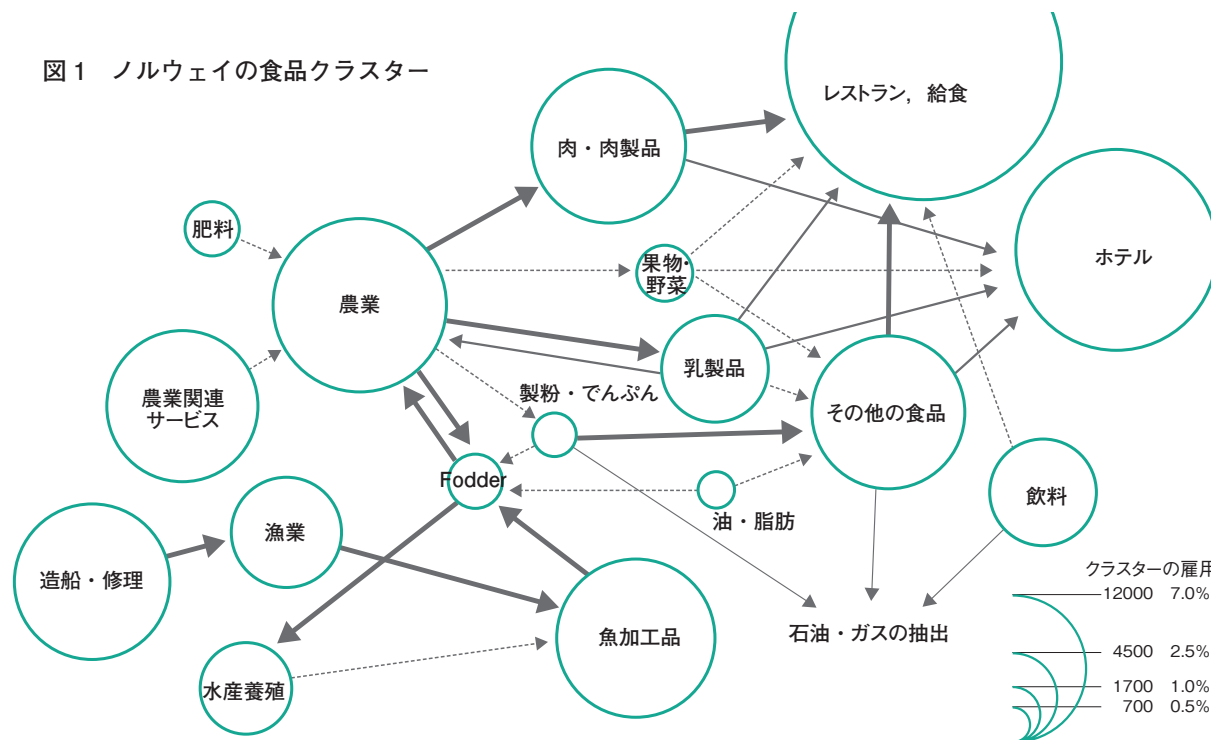 図1 ノルウェイの食品クラスター
レストラン，給食
肉・肉製品
肥料
果物・
野菜
ホテル
農業
乳製品
製粉・でんぷん
農業関連
サービス
その他の食品
Fodder
飲料
油・脂肪
漁業
造船・修理
クラスターの雇用
12000 7.0%
石油・ガスの抽出
魚加工品
4500 2.5%
水産養殖
1700 1.0%
700 0.5%